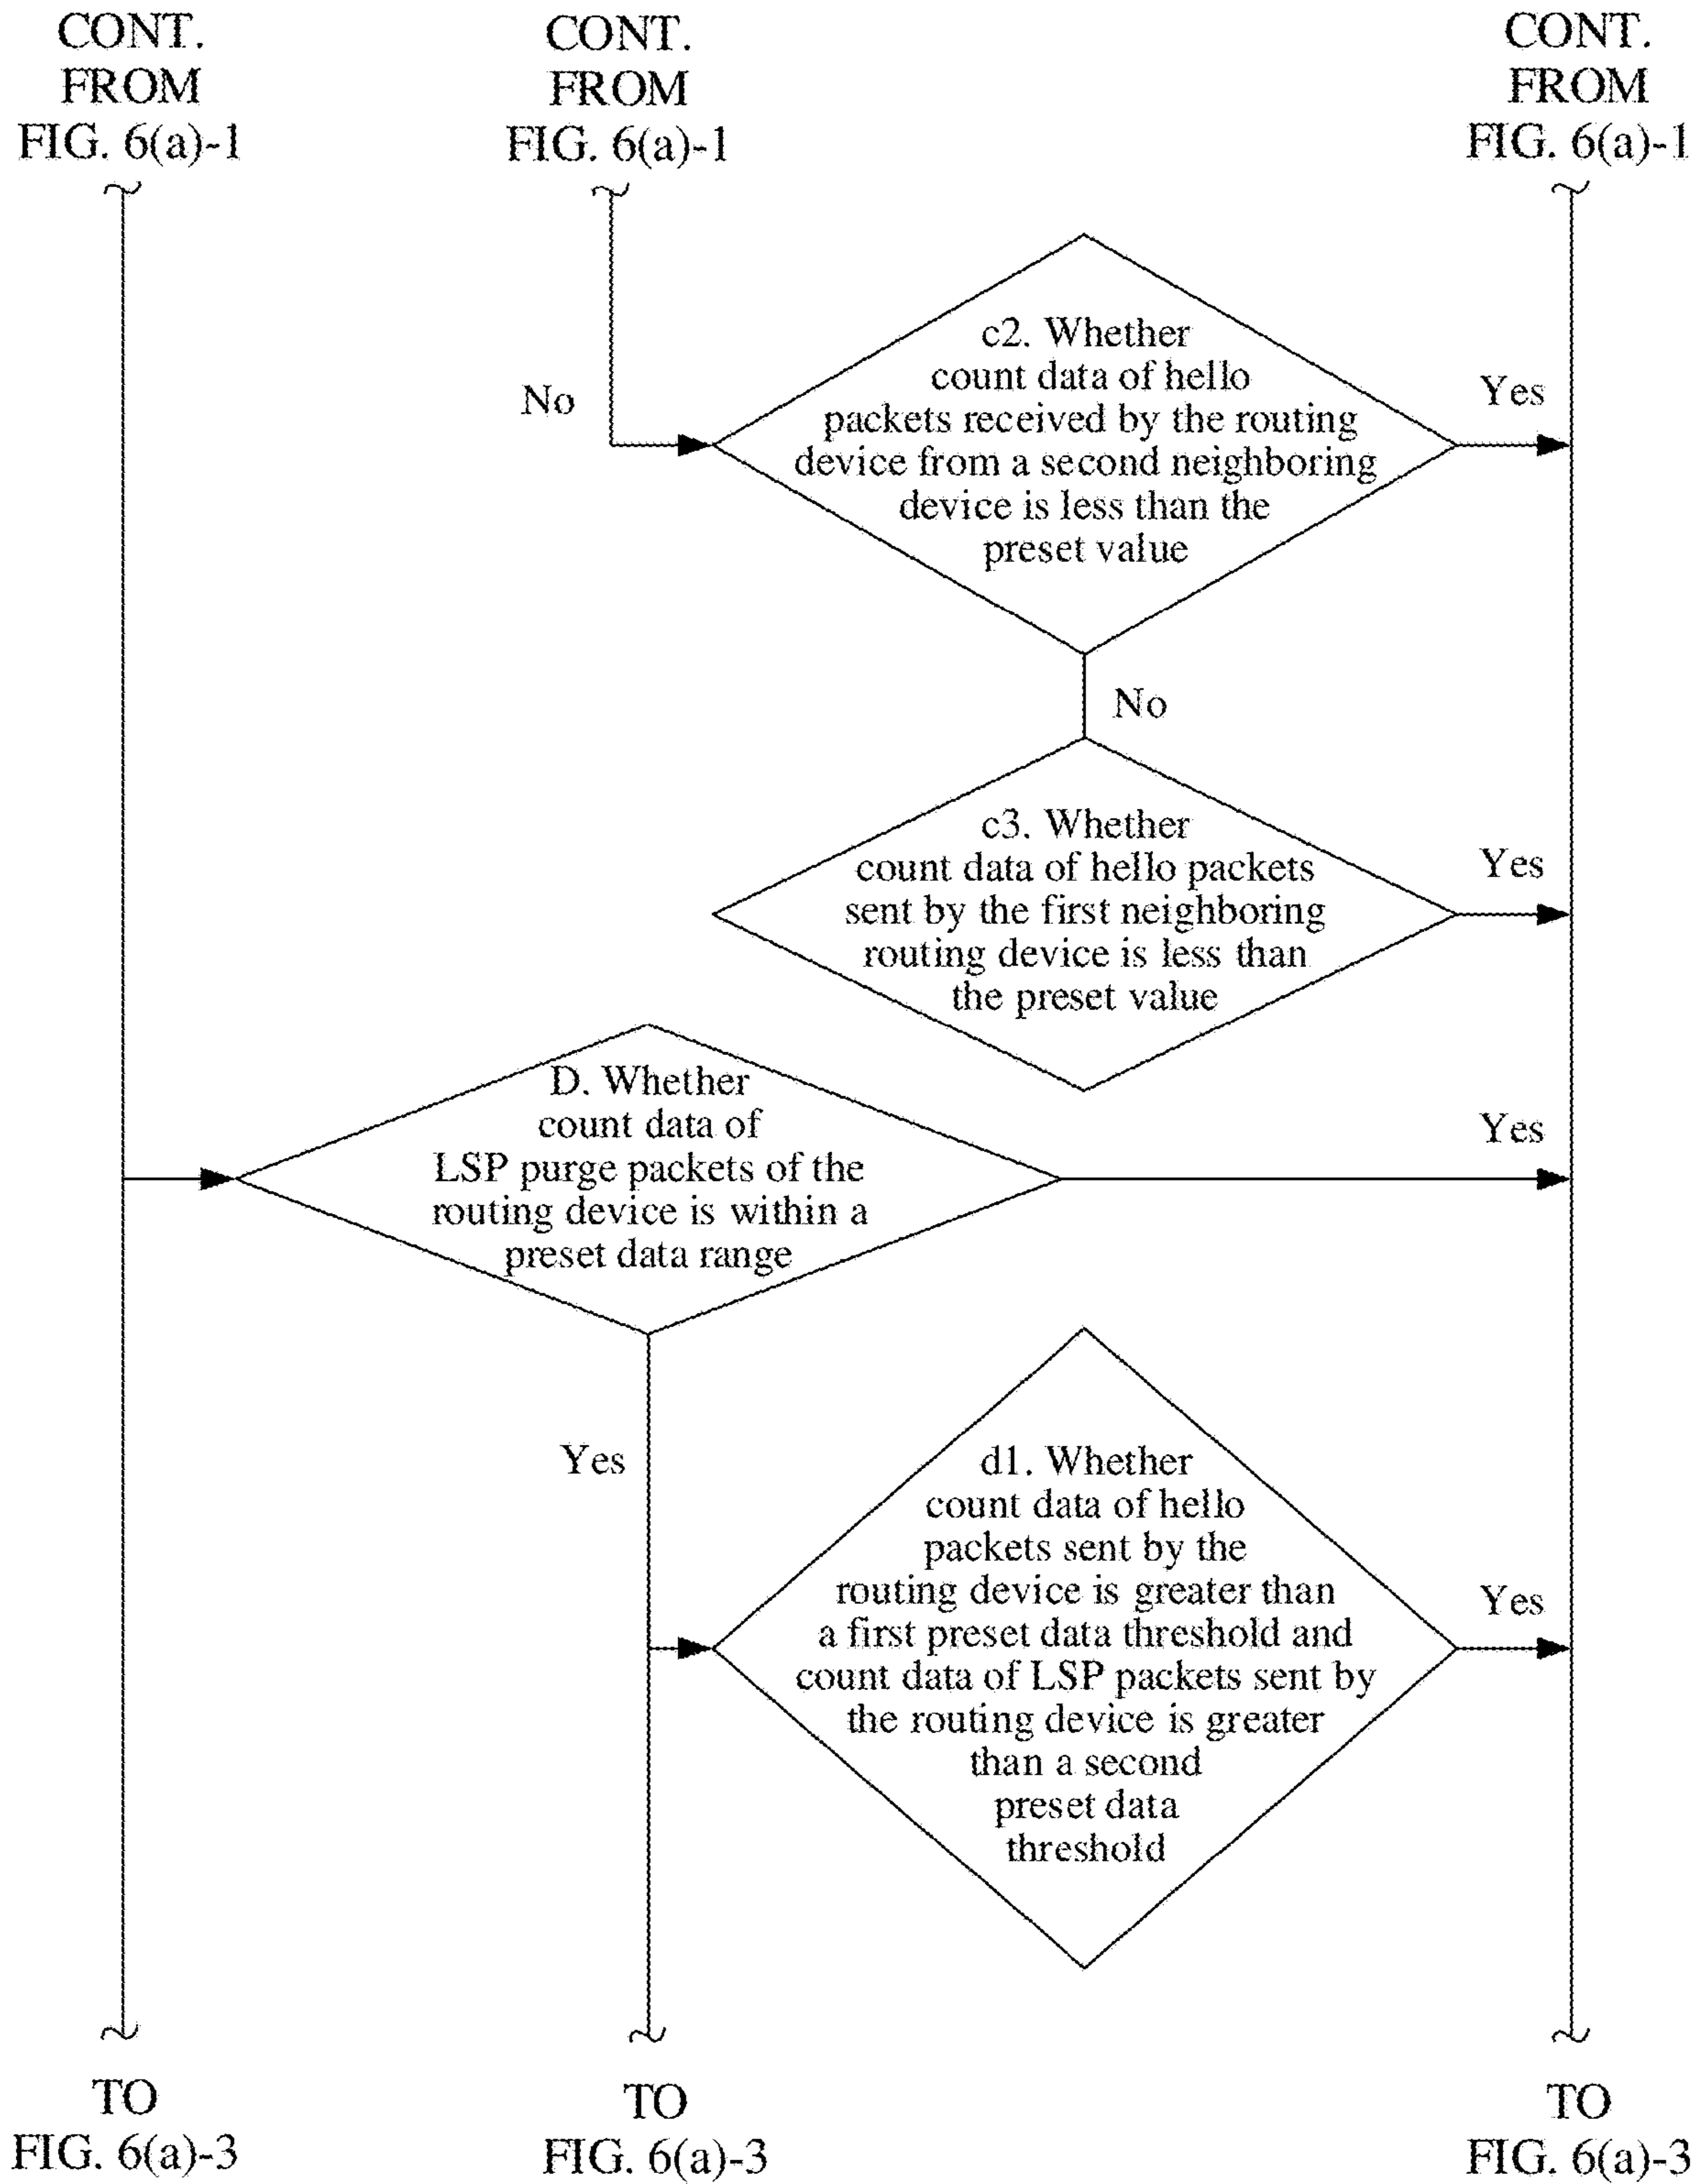 CONT.
FROM
FIG. 6(a)-1
CONT.
FROM
FIG. 6(a)-1
CONT.
FROM
FIG. 6(a)-1
No
c2. Whether
count data of hello
packets received by the routing
device from a second neighboring
device is less than the
preset value
Yes
No
c3. Whether
count data of hello packets
sent by the first neighboring
routing device is less than
the preset value
Yes
D. Whether
count data of
LSP purge packets of the
routing device is within a
preset data range
Yes
Yes
d1. Whether
count data of hello
packets sent by the
routing device is greater than
a first preset data threshold and
count data of LSP packets sent by
the routing device is greater
than a second
preset data
threshold
Yes
TO
FIG. 6(a)-3
TO
FIG. 6(a)-3
TO
FIG. 6(a)-3